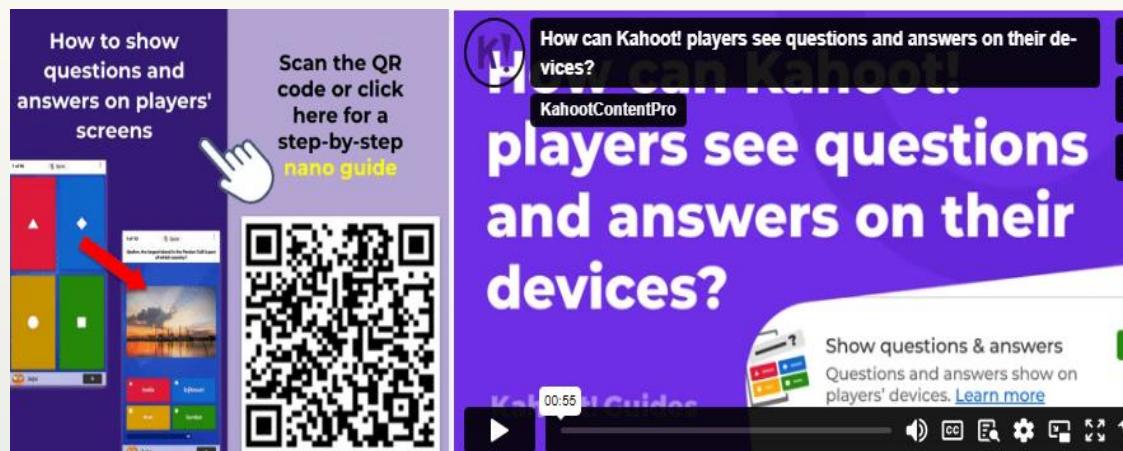 How to show
questions and
answers on players'
screens
Scan the QR
code or click
here for a
step-by-step
nano guide
How can Kahoot! players see questions and answers on their de-
vices?
KahootContentPro
K!
How can Kahoot!
players see questions
and answers on their
devices?
Show questions & answers
Questions and answers show on
players' devices. Learn more
Kahoot! Guides
00:55
CC